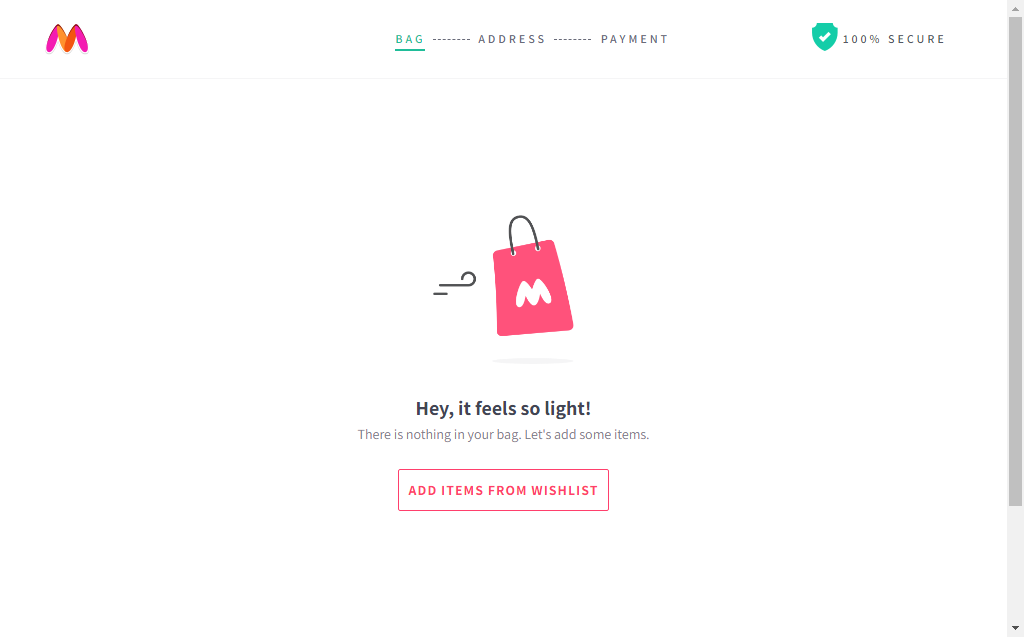 BAG -------- ADDRESS -------- PAYMENT
100% SECURE
Hey, it feels so light!
There is nothing in your bag. Let's add some items.
ADD ITEMS FROM WISHLIST